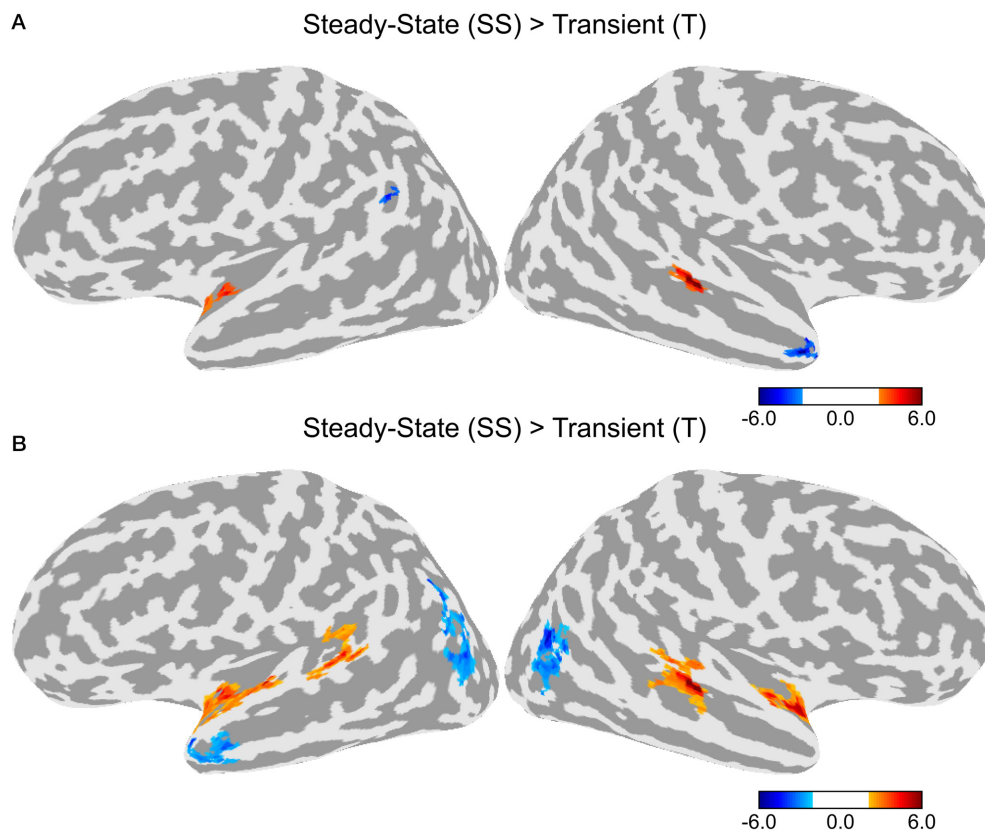 A
Steady-State (SS) > Transient (T)
-6.0 0.0 6.0
B
Steady-State (SS) > Transient (T)
-6.0 0.0 6.0